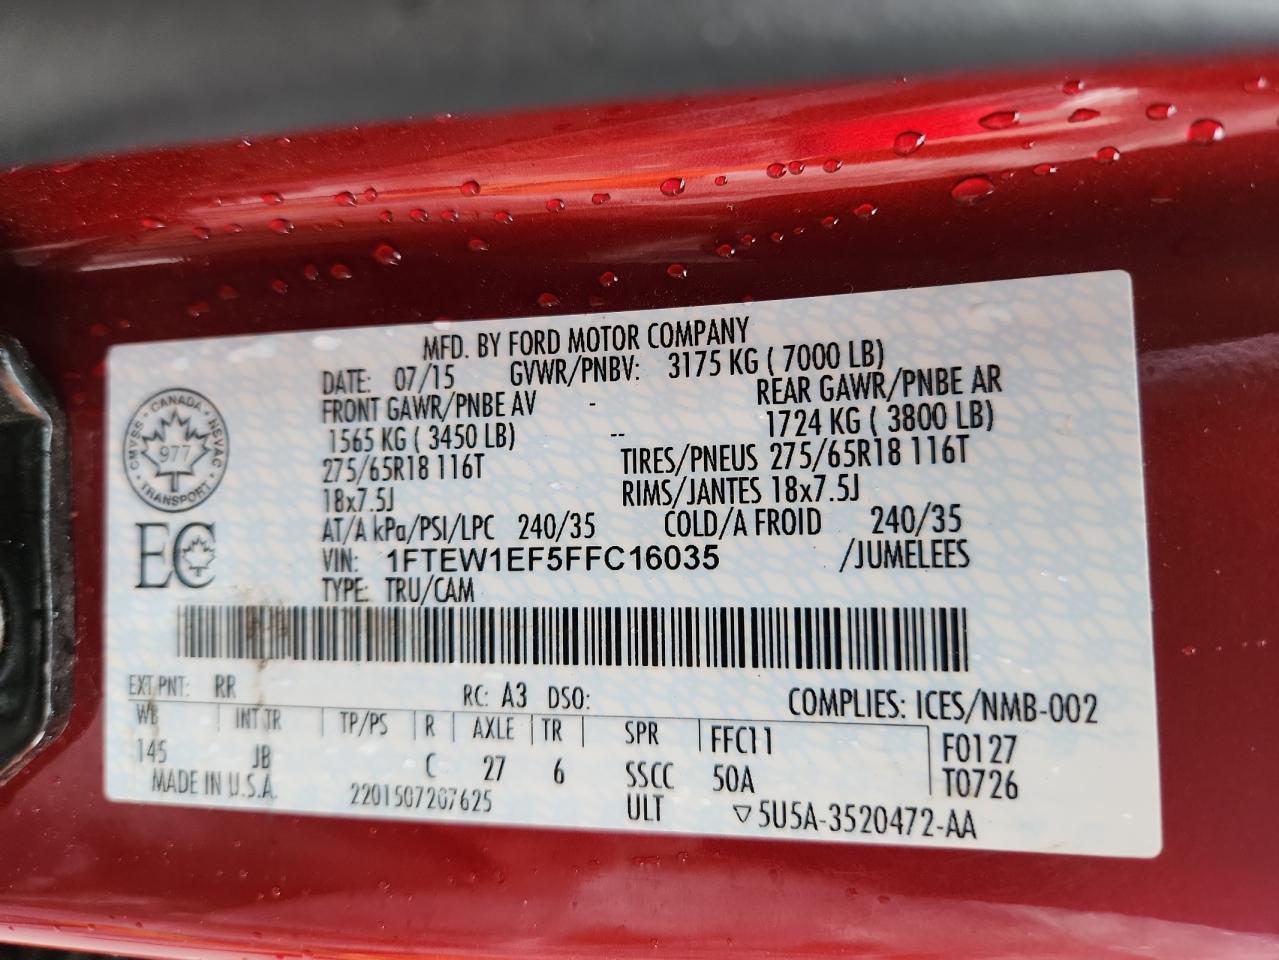 MFD. BY FORD MOTOR COMPANY
DATE: 07/15 GVWR/PNBV: 3175 KG ( 7000 LB)
FRONT GAWR/PNBE AV - REAR GAWR/PNBE AR
1565 KG ( 3450 LB) -- 1724 KG ( 3800 LB)
275/65R18 116T TIRES/PNEUS 275/65R18 116T
18x7.5J RIMS/JANTES 18x7.5J
AT/A kPa/PSI/LPC 240/35 COLD/A FROID 240/35
VIN: 1FTEW1EF5FFC16035 /JUMELEES
TYPE: TRU/CAM
CANADA
CMVSS NSVAC
977
TRANSPORT
EC
EXT PNT: RR RC: A3 DSO: COMPLIES: ICES/NMB-002
WB INT TR TP/PS R AXLE TR SPR FFC11 F0127
145 JB C 27 6 SSCC 50A T0726
MADE IN U.S.A. 2201507207625 ULT ▽5U5A-3520472-AA